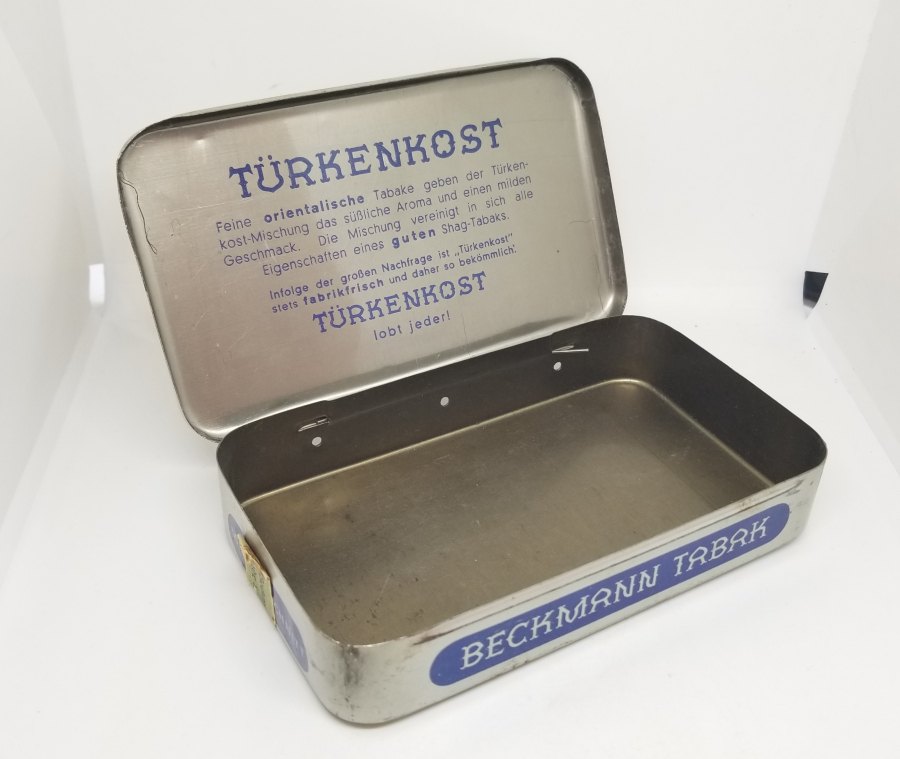 TÜRKENKOST
Feine orientalische Tabake geben der Türken-
kost-Mischung das süßliche Aroma und einen milden
Geschmack. Die Mischung vereinigt in sich alle
Eigenschaften eines guten Shag-Tabaks.
Infolge der großen Nachfrage ist „Türkenkost"
stets fabrikfrisch und daher so bekömmlich.
TÜRKENKOST
lobt jeder!
BECKMANN TABAK